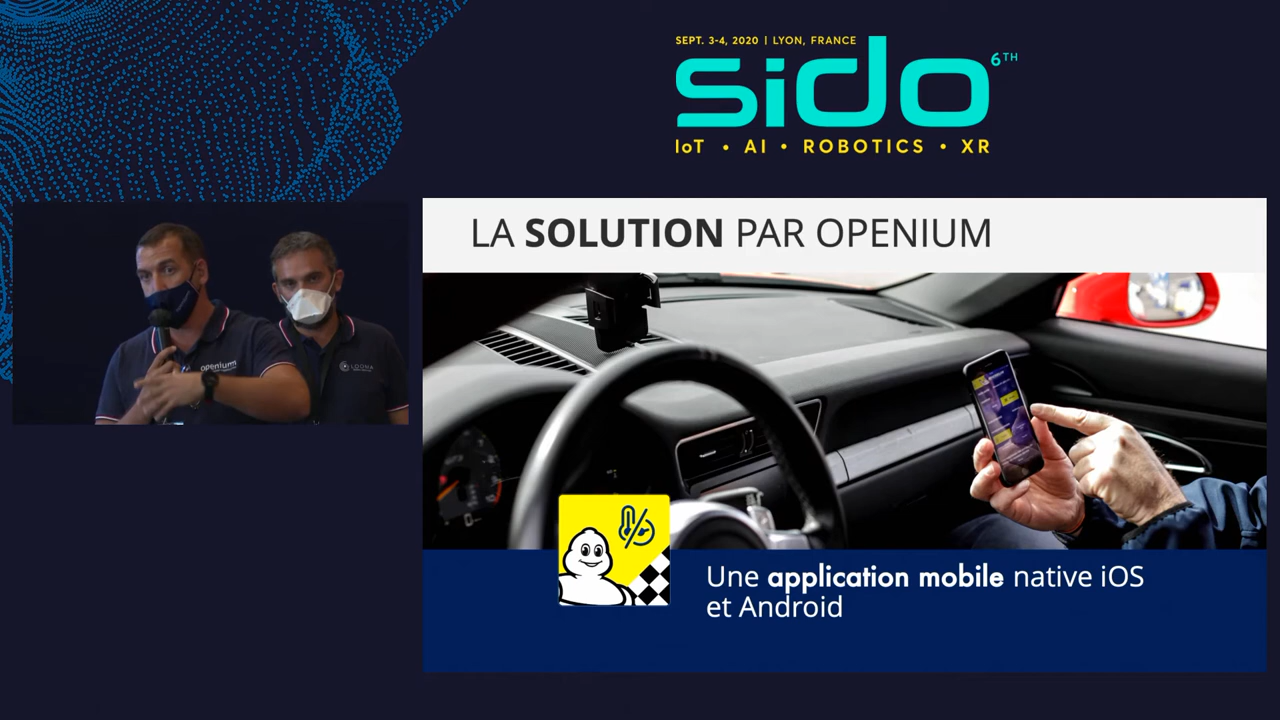 SEPT. 3-4, 2020 | LYON, FRANCE
sido 6TH
IoT • AI • ROBOTICS • XR
LA SOLUTION PAR OPENIUM
openium
LOONA
Une application mobile native iOS
et Android